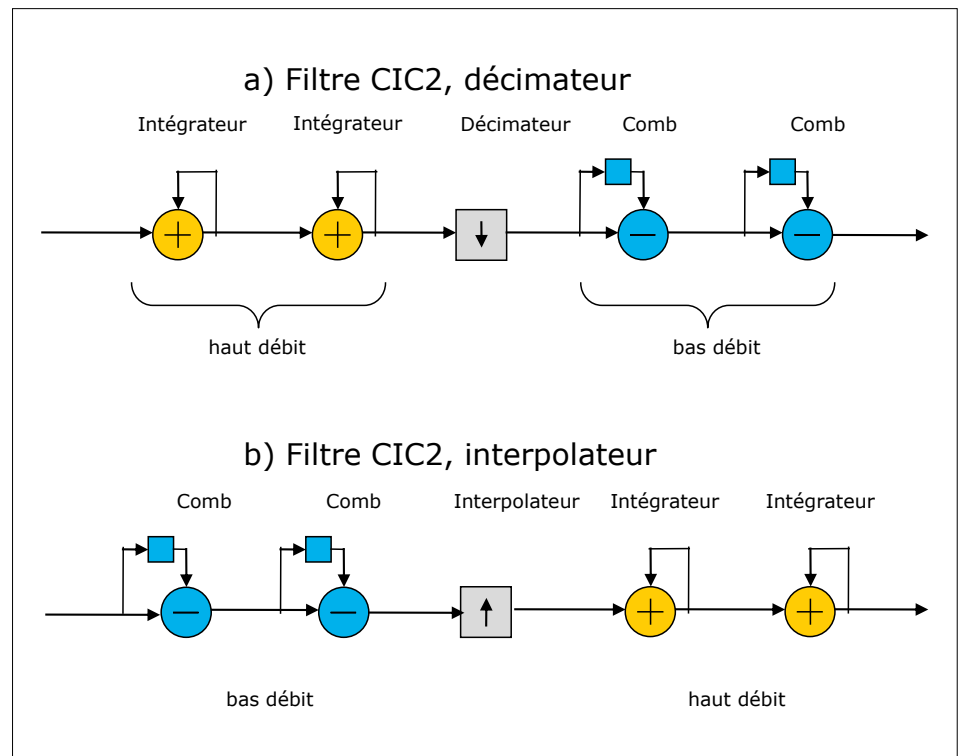 a) Filtre CIC2, décimateur
Intégrateur Intégrateur Décimateur Comb Comb
+ + ↓ − −
haut débit bas débit
b) Filtre CIC2, interpolateur
Comb Comb Interpolateur Intégrateur Intégrateur
− − ↑ + +
bas débit haut débit